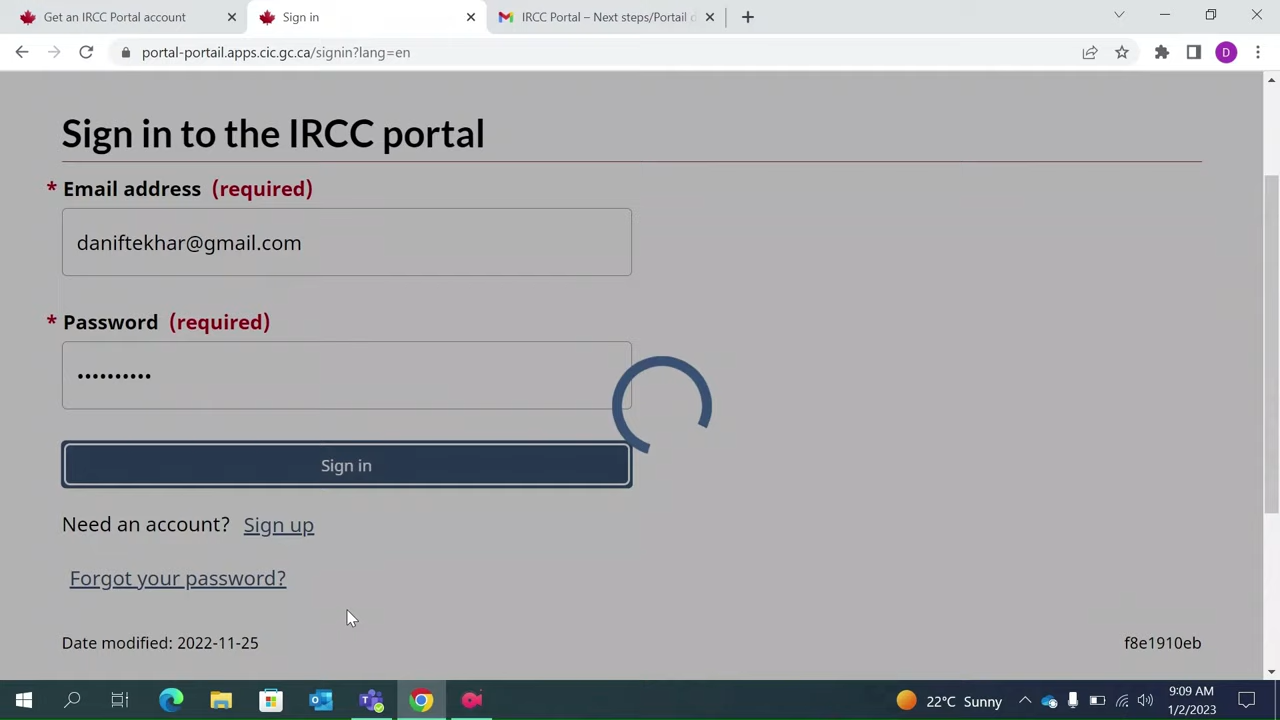 Get an IRCC Portal account
Sign in
IRCC Portal – Next steps/Portail d
portal-portail.apps.cic.gc.ca/signin?lang=en
D
Sign in to the IRCC portal
* Email address (required)
daniftekhar@gmail.com
* Password (required)
••••••••••
Sign in
Need an account? Sign up
Forgot your password?
Date modified: 2022-11-25
f8e1910eb
22°C Sunny
9:09 AM
1/2/2023